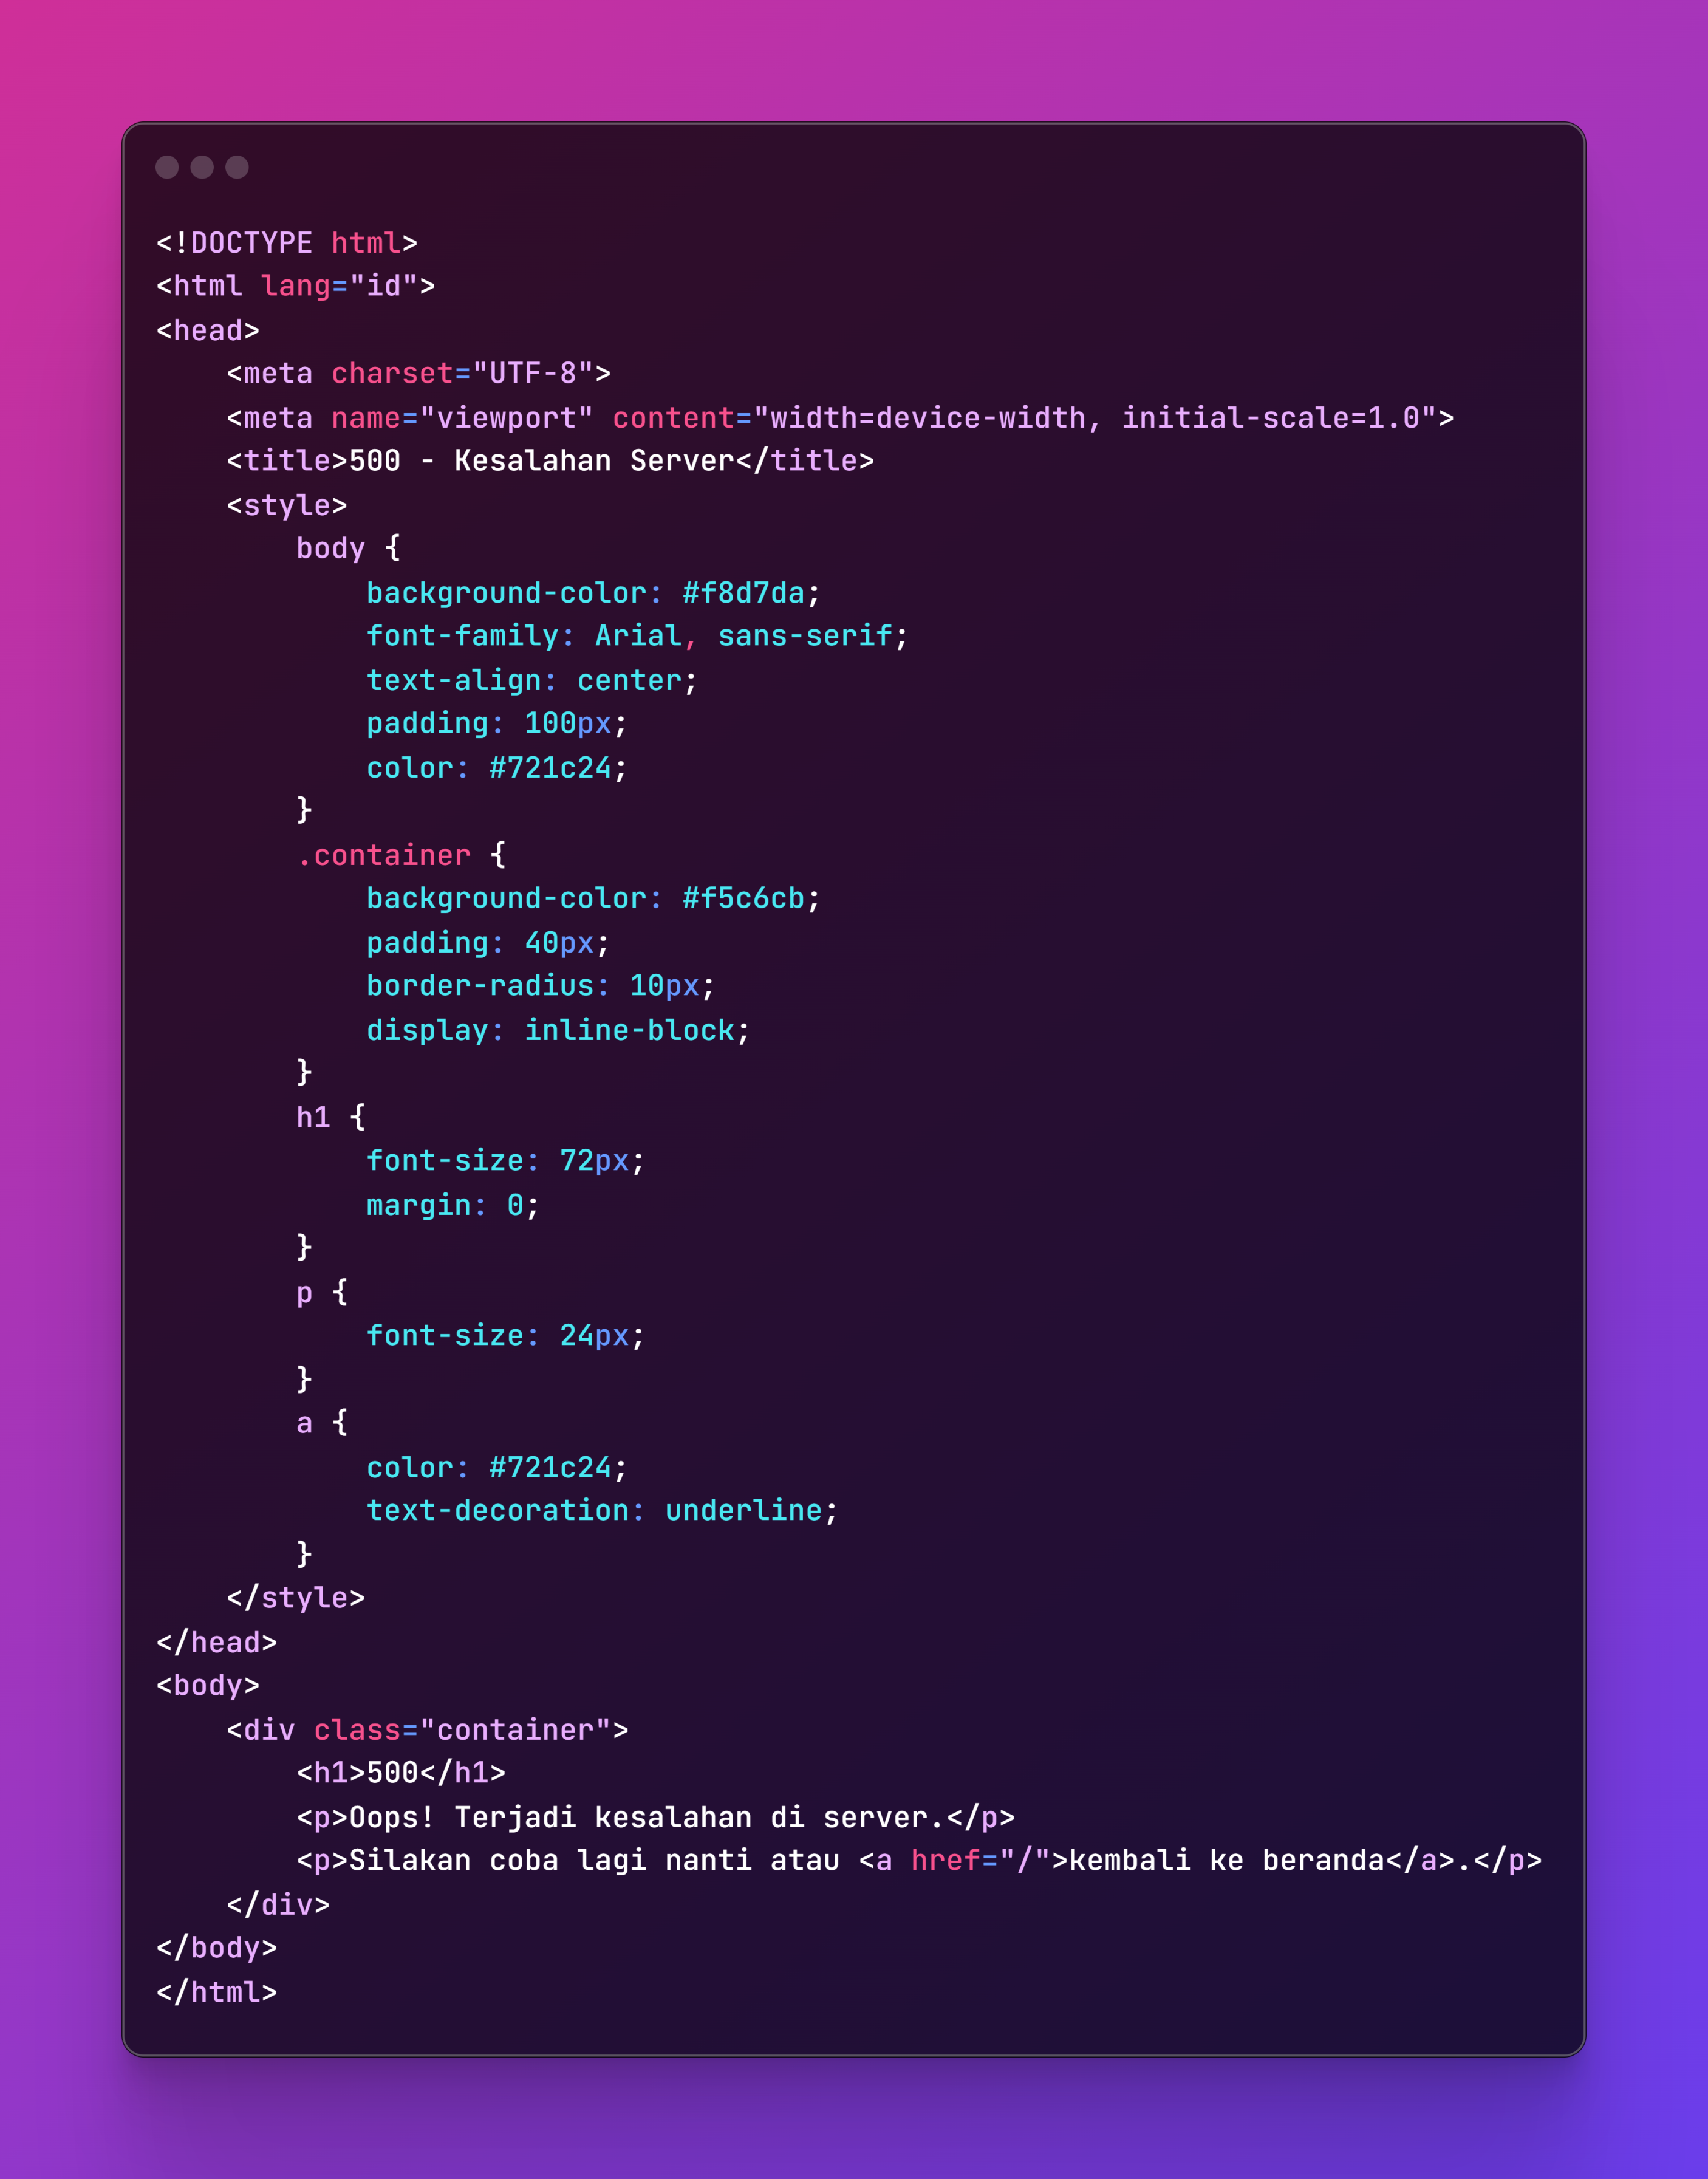 <!DOCTYPE html>
<html lang="id">
<head>
    <meta charset="UTF-8">
    <meta name="viewport" content="width=device-width, initial-scale=1.0">
    <title>500 - Kesalahan Server</title>
    <style>
        body {
            background-color: #f8d7da;
            font-family: Arial, sans-serif;
            text-align: center;
            padding: 100px;
            color: #721c24;
        }
        .container {
            background-color: #f5c6cb;
            padding: 40px;
            border-radius: 10px;
            display: inline-block;
        }
        h1 {
            font-size: 72px;
            margin: 0;
        }
        p {
            font-size: 24px;
        }
        a {
            color: #721c24;
            text-decoration: underline;
        }
    </style>
</head>
<body>
    <div class="container">
        <h1>500</h1>
        <p>Oops! Terjadi kesalahan di server.</p>
        <p>Silakan coba lagi nanti atau <a href="/">kembali ke beranda</a>.</p>
    </div>
</body>
</html>